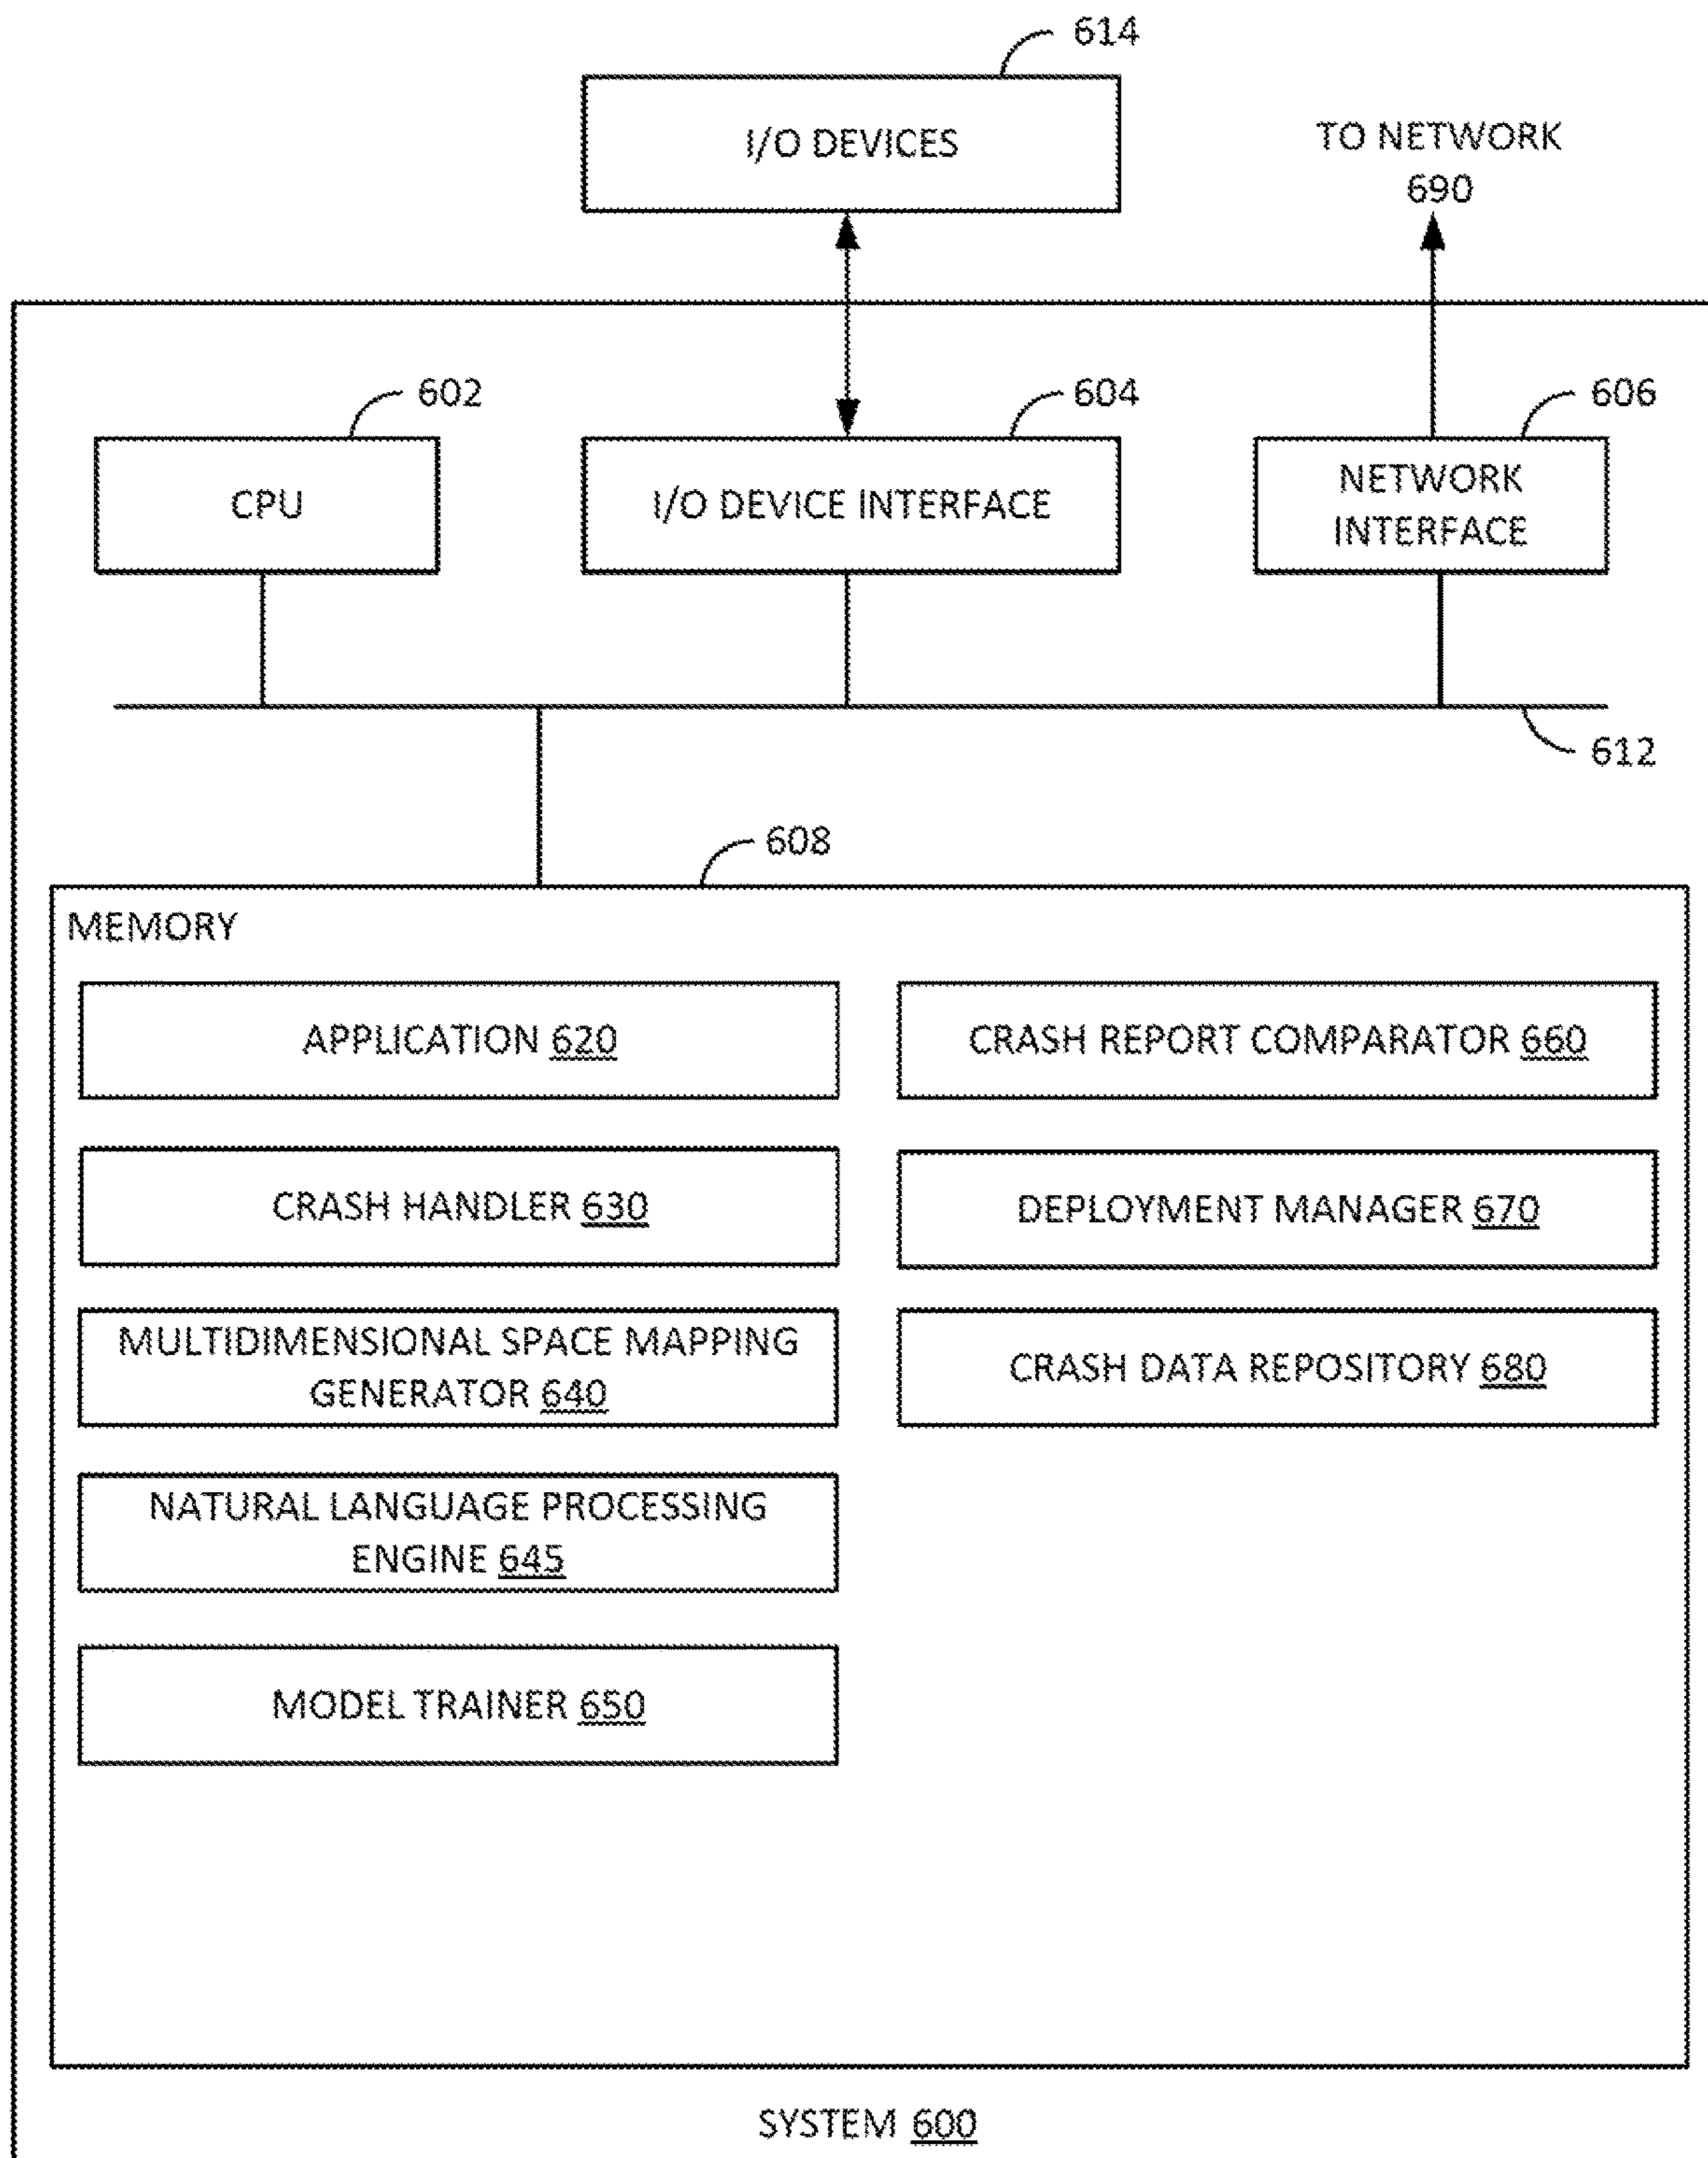 614
I/O DEVICES
TO NETWORK
690
602
604
606
CPU
I/O DEVICE INTERFACE
NETWORK
INTERFACE
612
608
MEMORY
APPLICATION 620
CRASH REPORT COMPARATOR 660
CRASH HANDLER 630
DEPLOYMENT MANAGER 670
MULTIDIMENSIONAL SPACE MAPPING
GENERATOR 640
CRASH DATA REPOSITORY 680
NATURAL LANGUAGE PROCESSING
ENGINE 645
MODEL TRAINER 650
SYSTEM 600